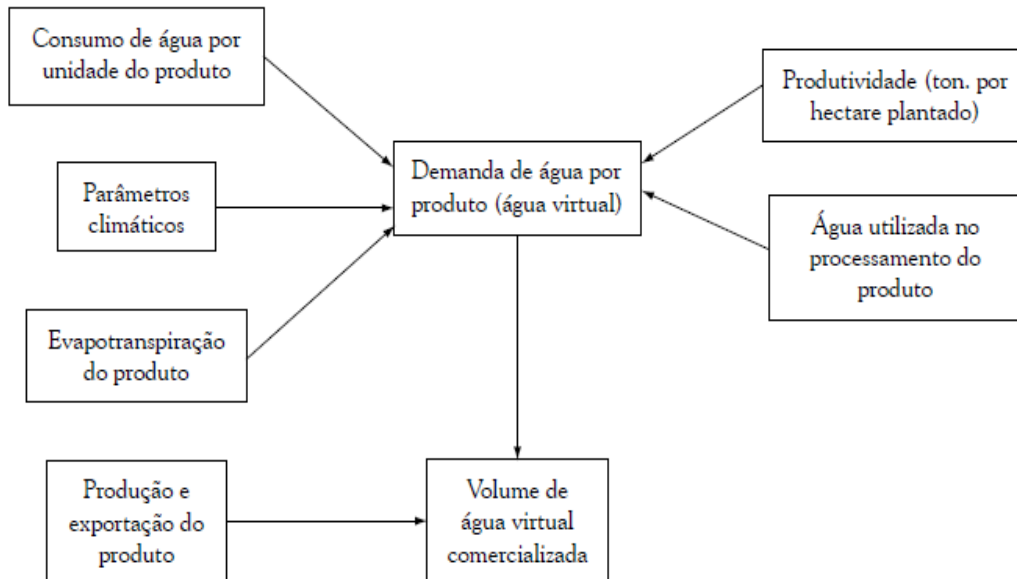 Consumo de água por
unidade do produto
Produtividade (ton. por
hectare plantado)
Demanda de água por
produto (água virtual)
Parâmetros
climáticos
Água utilizada no
processamento do
produto
Evapotranspiração
do produto
Produção e
exportação do
produto
Volume de
água virtual
comercializada